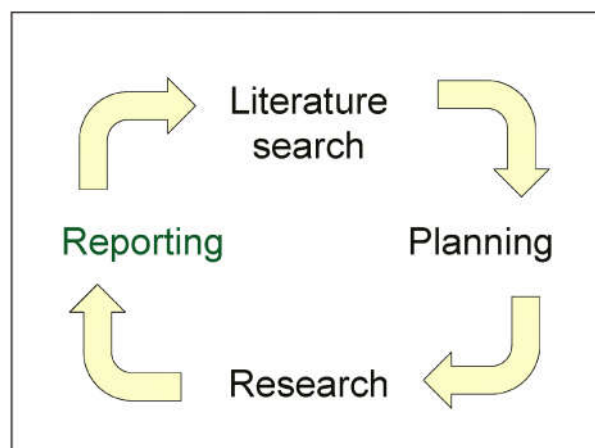 Literature
search
Reporting
Planning
Research